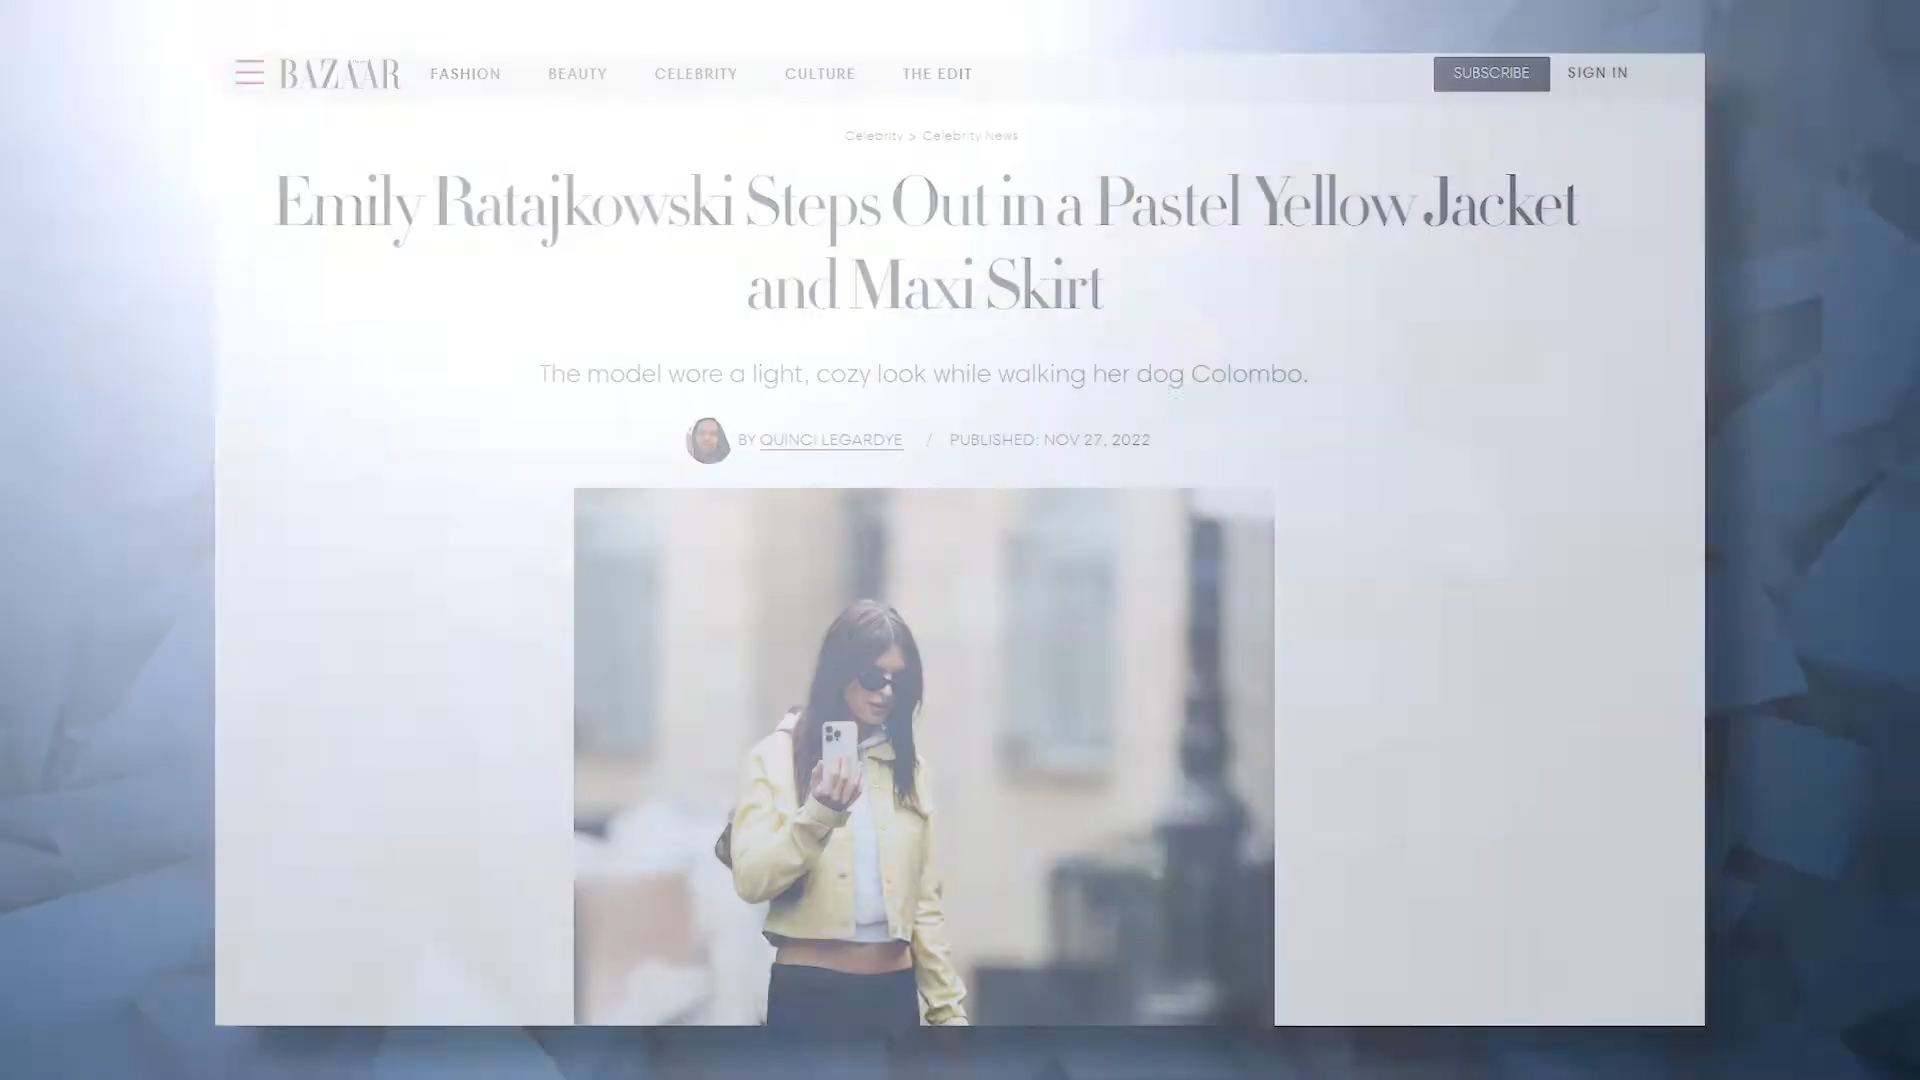 BAZAAR FASHION BEAUTY CELEBRITY CULTURE THE EDIT SUBSCRIBE SIGN IN
Celebrity > Celebrity News
Emily Ratajkowski Steps Out in a Pastel Yellow Jacket
and Maxi Skirt
The model wore a light, cozy look while walking her dog Colombo.
BY QUINCI LEGARDYE / PUBLISHED: NOV 27, 2022